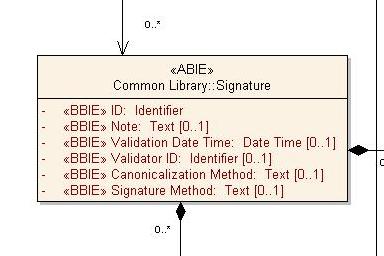 0..*
«ABIE»
Common Library::Signature
- «BBIE» ID: Identifier
- «BBIE» Note: Text [0..1]
- «BBIE» Validation Date Time: Date Time [0..1]
- «BBIE» Validator ID: Identifier [0..1]
- «BBIE» Canonicalization Method: Text [0..1]
- «BBIE» Signature Method: Text [0..1]
0..*